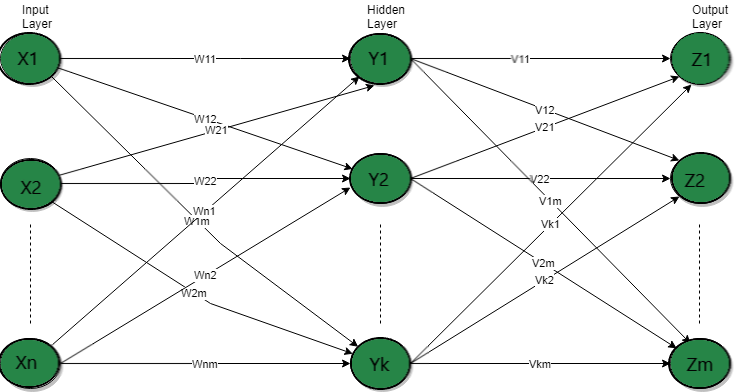 Input
Layer
Hidden
Layer
Output
Layer
X1
W11
Y1
V11
Z1
W12
W21
V12
V21
X2
W22
Y2
V22
Z2
Wn1
W1m
V1m
Vk1
Wn2
W2m
V2m
Vk2
Xn
Wnm
Yk
Vkm
Zm